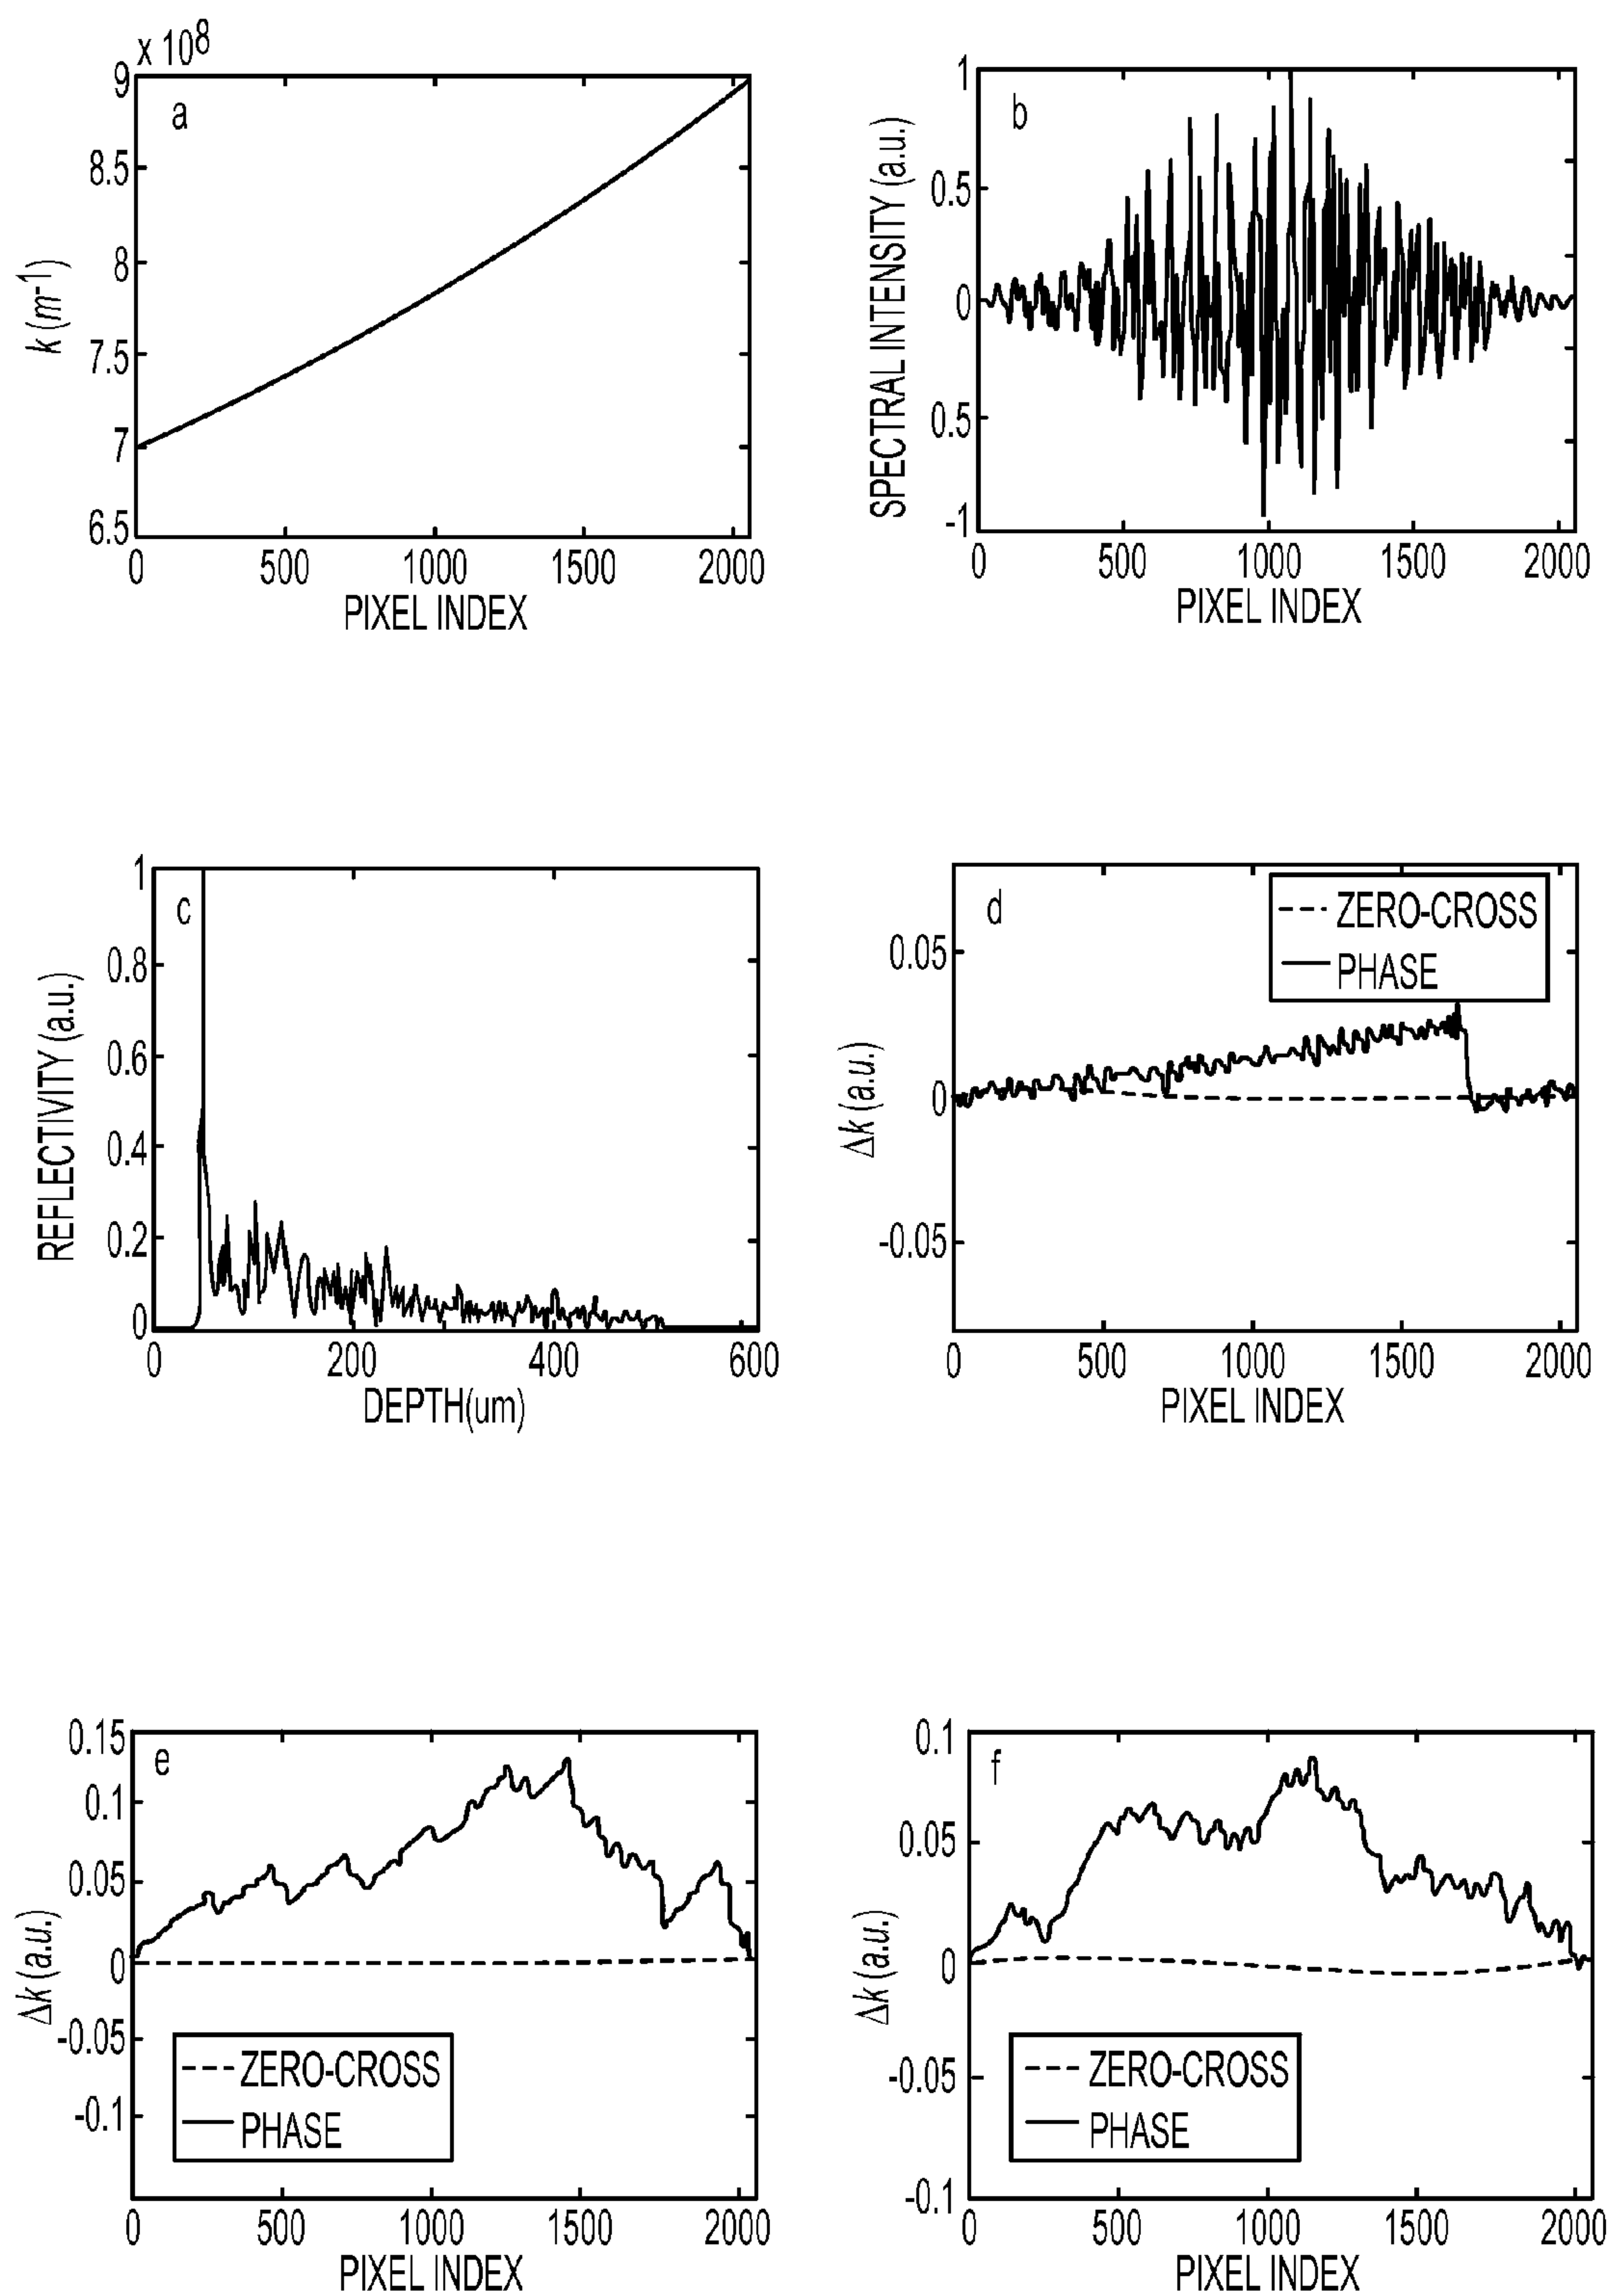 x 10⁸
9
8.5
8
7.5
7
6.5
k (m⁻¹)
a
0 500 1000 1500 2000
PIXEL INDEX
1
0.5
0
0.5
-1
SPECTRAL INTENSITY (a.u.)
b
0 500 1000 1500 2000
PIXEL INDEX
1
0.8
0.6
0.4
0.2
0
REFLECTIVITY (a.u.)
c
0 200 400 600
DEPTH(um)
0.05
0
-0.05
Δk (a.u.)
d
ZERO-CROSS
PHASE
0 500 1000 1500 2000
PIXEL INDEX
0.15
0.1
0.05
0
-0.05
-0.1
Δk (a.u.)
e
ZERO-CROSS
PHASE
0 500 1000 1500 2000
PIXEL INDEX
0.1
0.05
0
-0.05
-0.1
Δk (a.u.)
f
ZERO-CROSS
PHASE
0 500 1000 1500 2000
PIXEL INDEX